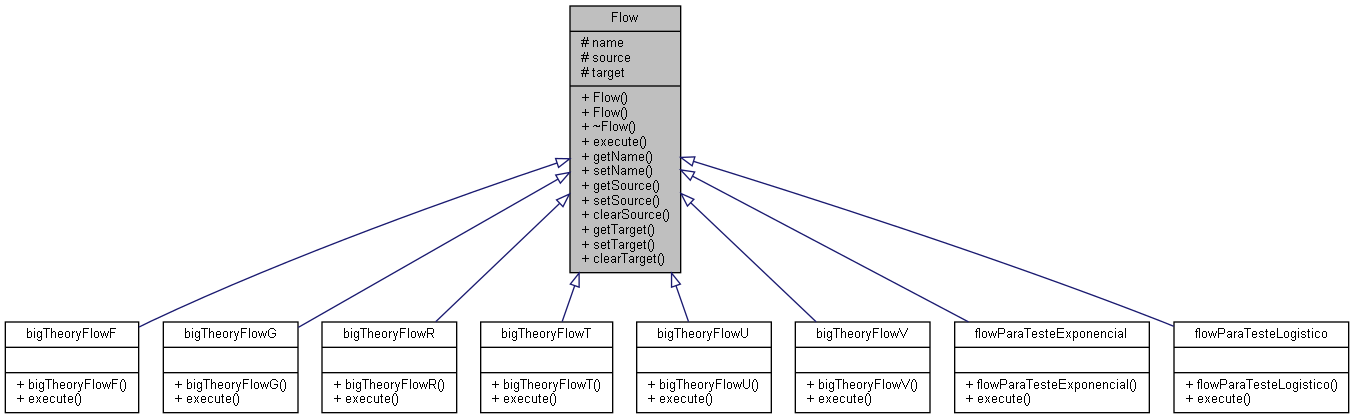 Flow
# name
# source
# target
+ Flow()
+ Flow()
+ ~Flow()
+ execute()
+ getName()
+ setName()
+ getSource()
+ setSource()
+ clearSource()
+ getTarget()
+ setTarget()
+ clearTarget()
bigTheoryFlowF
+ bigTheoryFlowF()
+ execute()
bigTheoryFlowG
+ bigTheoryFlowG()
+ execute()
bigTheoryFlowR
+ bigTheoryFlowR()
+ execute()
bigTheoryFlowT
+ bigTheoryFlowT()
+ execute()
bigTheoryFlowU
+ bigTheoryFlowU()
+ execute()
bigTheoryFlowV
+ bigTheoryFlowV()
+ execute()
flowParaTesteExponencial
+ flowParaTesteExponencial()
+ execute()
flowParaTesteLogistico
+ flowParaTesteLogistico()
+ execute()